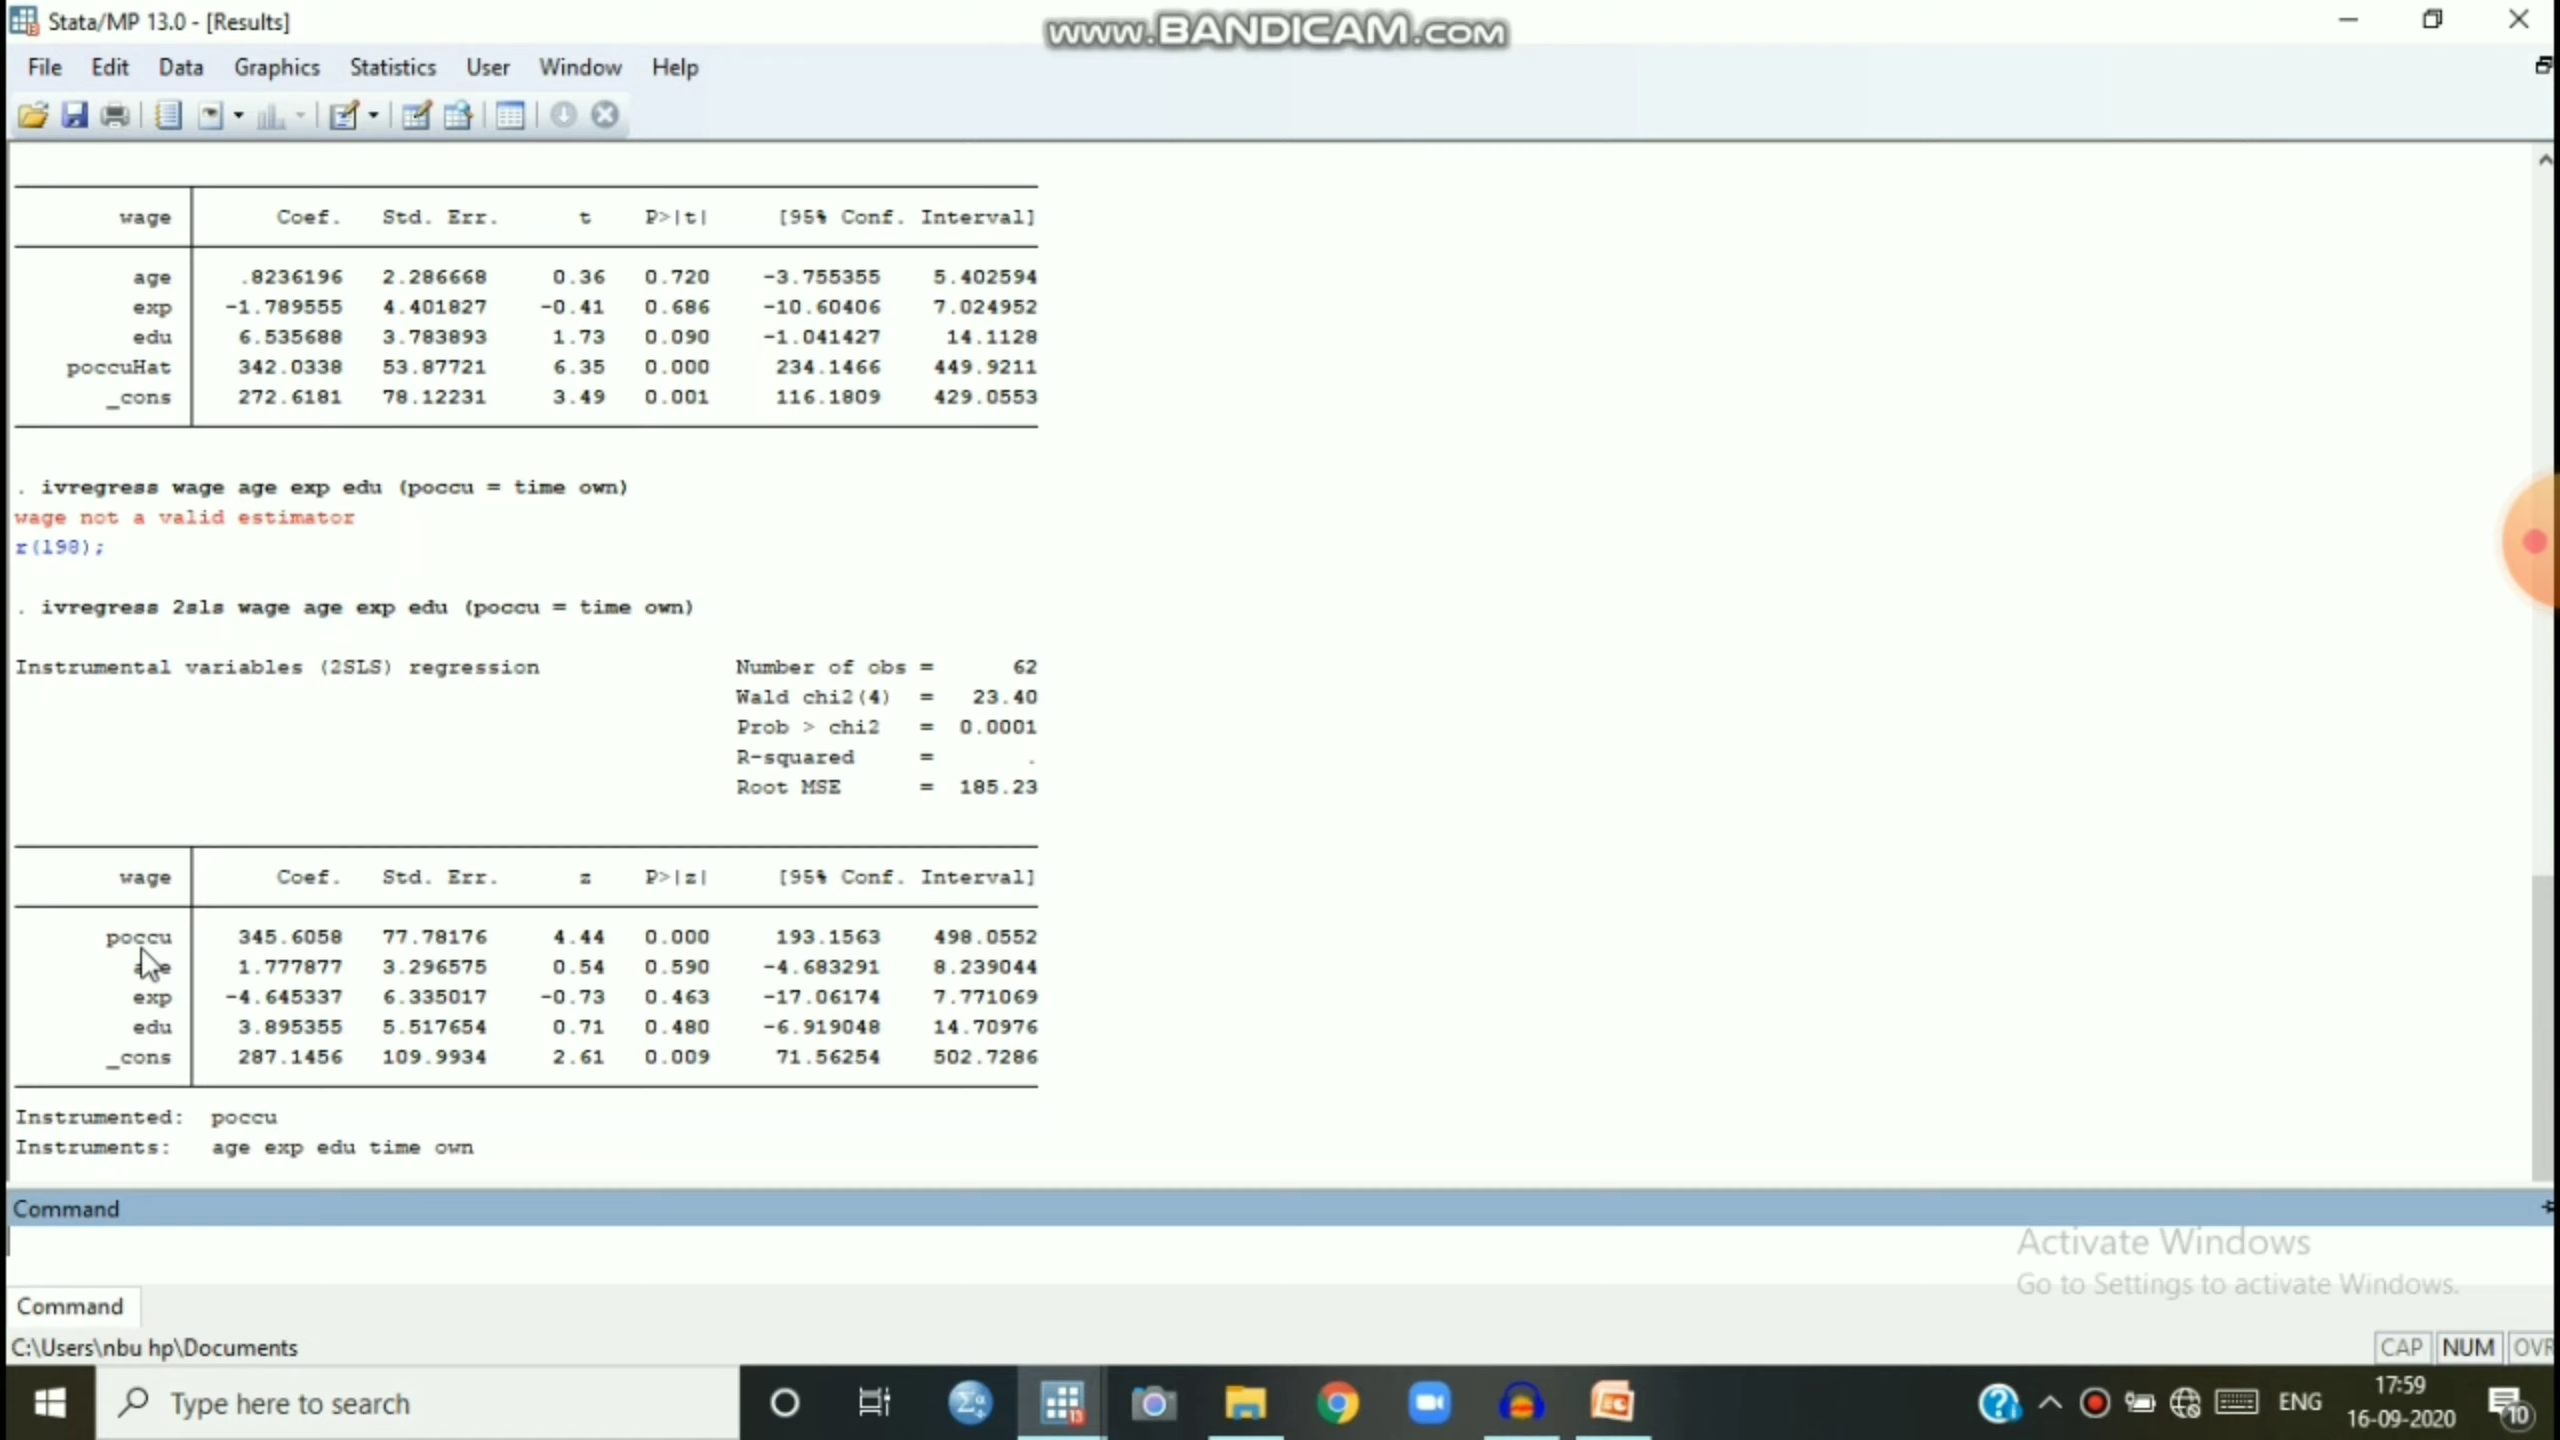 Stata/MP 13.0 - [Results]
www.BANDICAM.com
File Edit Data Graphics Statistics User Window Help
wage Coef. Std. Err. t P>|t| [95% Conf. Interval]
age .8236196 2.286668 0.36 0.720 -3.755355 5.402594
exp -1.789555 4.401827 -0.41 0.686 -10.60406 7.024952
edu 6.535688 3.783893 1.73 0.090 -1.041427 14.1128
poccuHat 342.0338 53.87721 6.35 0.000 234.1466 449.9211
_cons 272.6181 78.12231 3.49 0.001 116.1809 429.0553
. ivregress wage age exp edu (poccu = time own)
wage not a valid estimator
r(198);
. ivregress 2sls wage age exp edu (poccu = time own)
Instrumental variables (2SLS) regression Number of obs = 62
Wald chi2(4) = 23.40
Prob > chi2 = 0.0001
R-squared = .
Root MSE = 185.23
wage Coef. Std. Err. z P>|z| [95% Conf. Interval]
poccu 345.6058 77.78176 4.44 0.000 193.1563 498.0552
age 1.777877 3.296575 0.54 0.590 -4.683291 8.239044
exp -4.645337 6.335017 -0.73 0.463 -17.06174 7.771069
edu 3.895355 5.517654 0.71 0.480 -6.919048 14.70976
_cons 287.1456 109.9934 2.61 0.009 71.56254 502.7286
Instrumented: poccu
Instruments: age exp edu time own
Command
Activate Windows
Go to Settings to activate Windows.
Command
C:\Users\nbu hp\Documents
CAP NUM OVR
Type here to search
13
ENG
17:59
16-09-2020
10